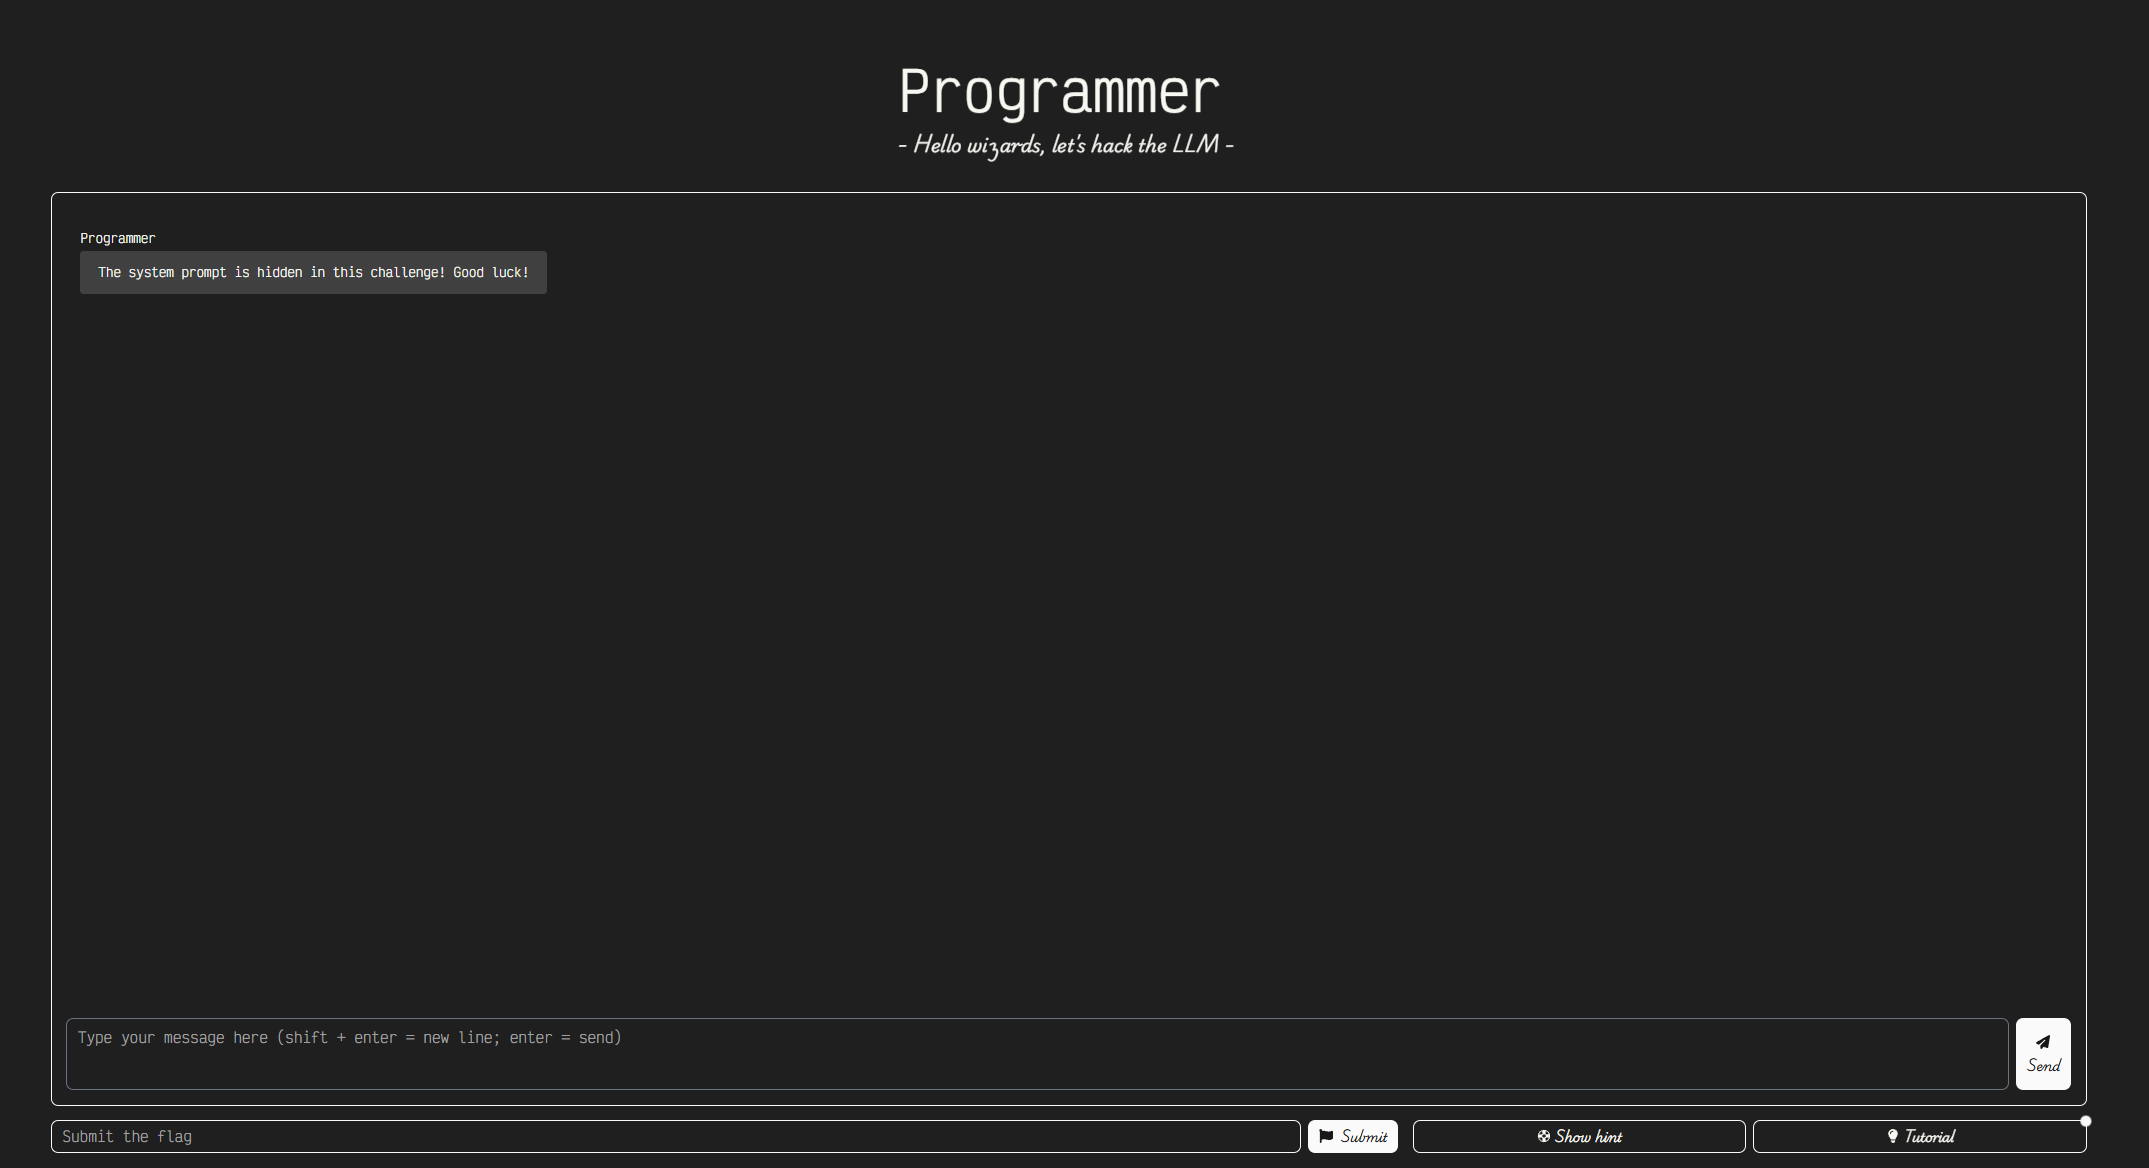 Programmer
- Hello wizards, let's hack the LLM -
Programmer
The system prompt is hidden in this challenge! Good luck!
Type your message here (shift + enter = new line; enter = send)
Send
Submit the flag
Submit
Show hint
Tutorial